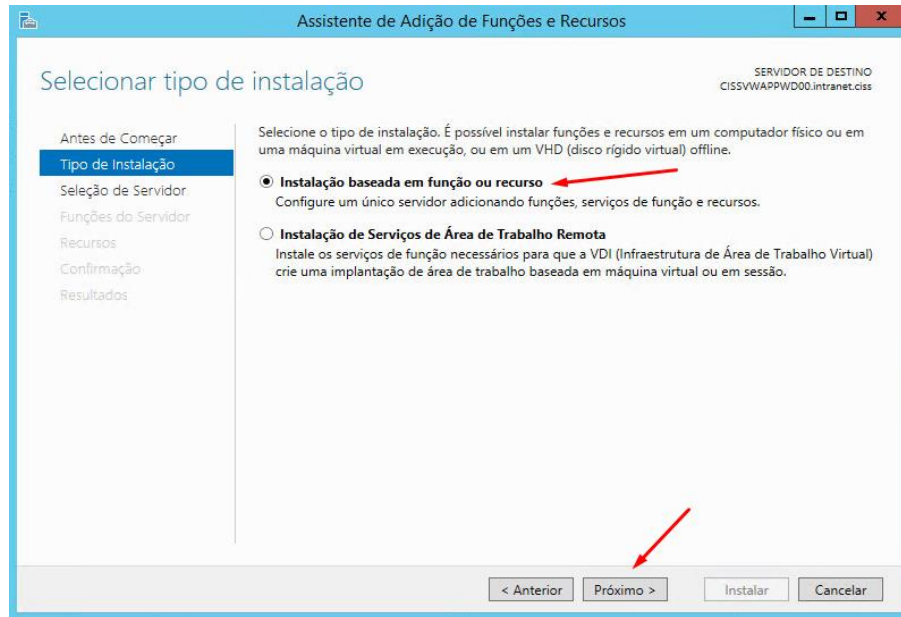 Assistente de Adição de Funções e Recursos
Selecionar tipo de instalação
SERVIDOR DE DESTINO
CISSVWAPPWD00.intranet.ciss
Antes de Começar
Tipo de Instalação
Seleção de Servidor
Funções do Servidor
Recursos
Confirmação
Resultados
Selecione o tipo de instalação. É possível instalar funções e recursos em um computador físico ou em
uma máquina virtual em execução, ou em um VHD (disco rígido virtual) offline.
Instalação baseada em função ou recurso
Configure um único servidor adicionando funções, serviços de função e recursos.
Instalação de Serviços de Área de Trabalho Remota
Instale os serviços de função necessários para que a VDI (Infraestrutura de Área de Trabalho Virtual)
crie uma implantação de área de trabalho baseada em máquina virtual ou em sessão.
< Anterior
Próximo >
Instalar
Cancelar